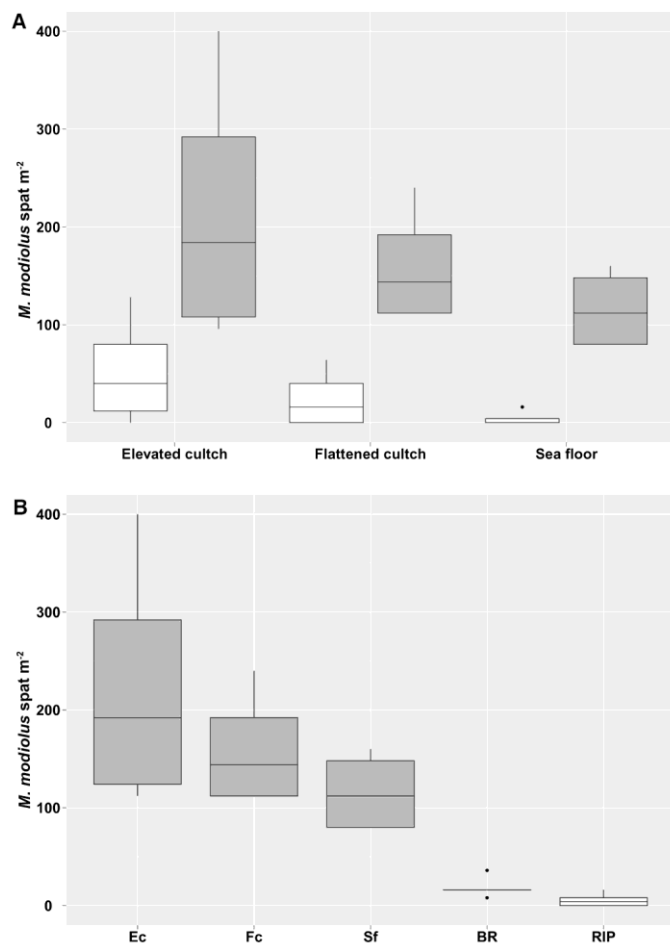 A
400
300
200
100
0
M. modiolus spat m⁻²
Elevated cultch
Flattened cultch
Sea floor
B
400
300
200
100
0
M. modiolus spat m⁻²
Ec
Fc
Sf
BR
RIP